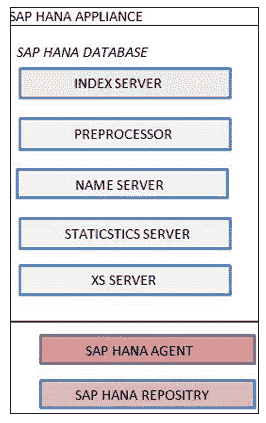 SAP HANA APPLIANCE
SAP HANA DATABASE
INDEX SERVER
PREPROCESSOR
NAME SERVER
STATICSTICS SERVER
XS SERVER
SAP HANA AGENT
SAP HANA REPOSITRY